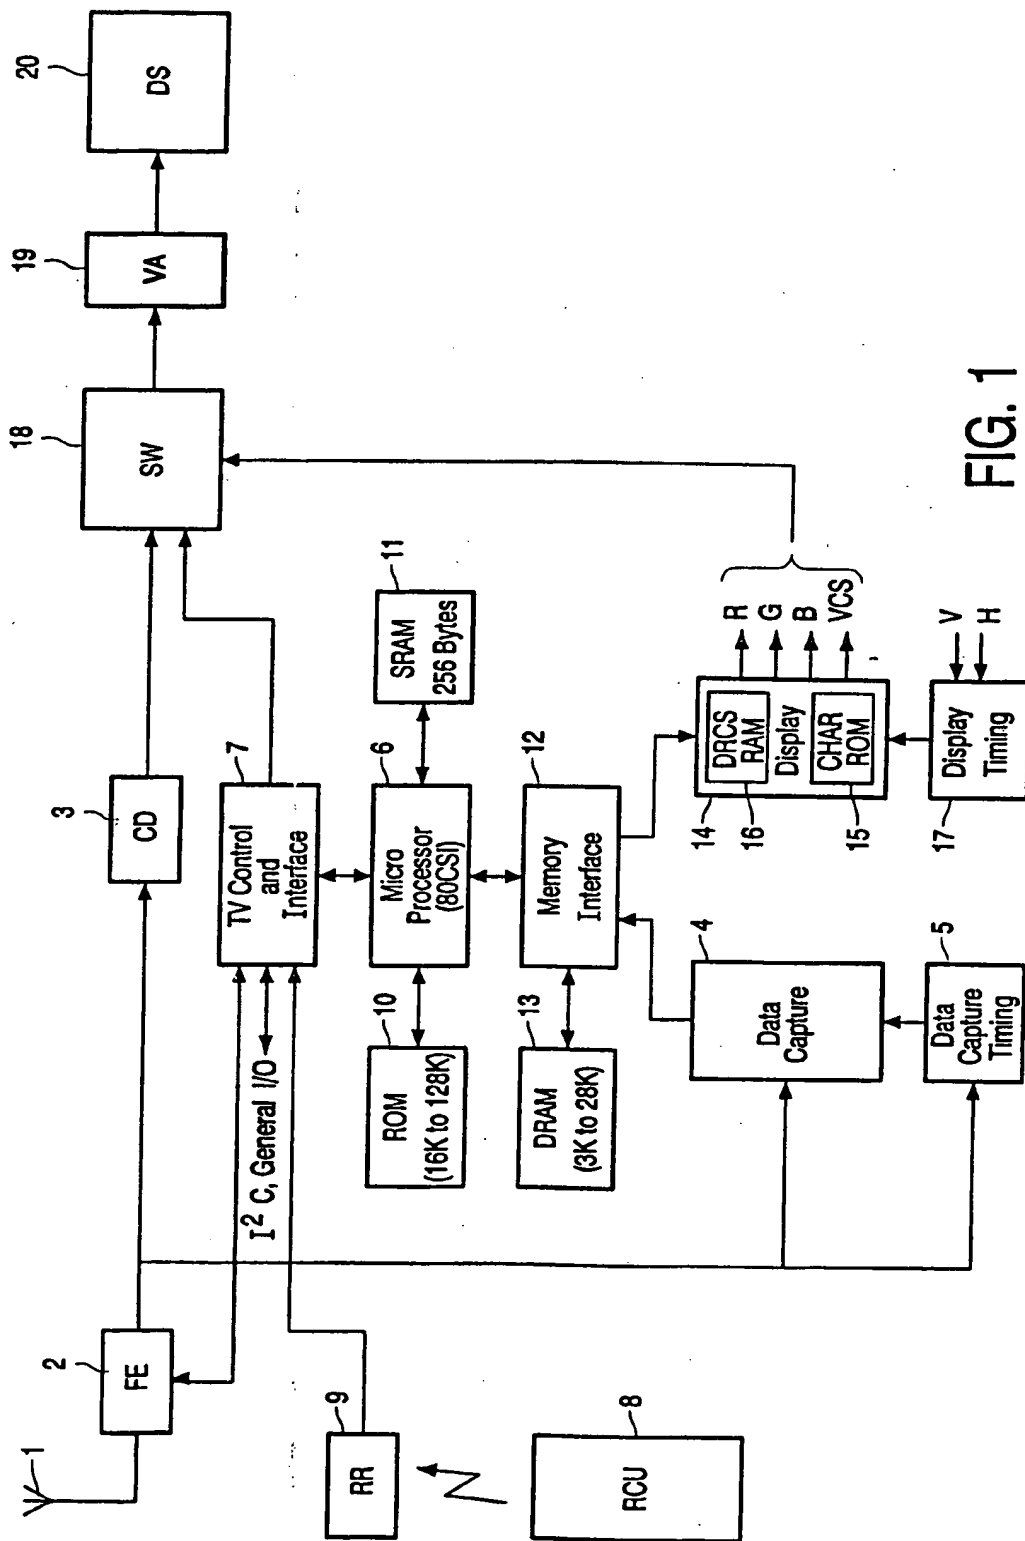 1
2
FE
3
CD
18
SW
19
VA
20
DS
7
TV Control
and
Interface
I² C, General I/O
9
RR
8
RCU
10
ROM
(16K to 128K)
6
Micro
Processor
(80CSI)
11
SRAM
256 Bytes
13
DRAM
(3K to 28K)
12
Memory
Interface
4
Data
Capture
5
Data
Capture
Timing
14
16
15
DRCS
RAM
Display
CHAR
ROM
R
G
B
VCS
17
Display
Timing
V
H
FIG. 1